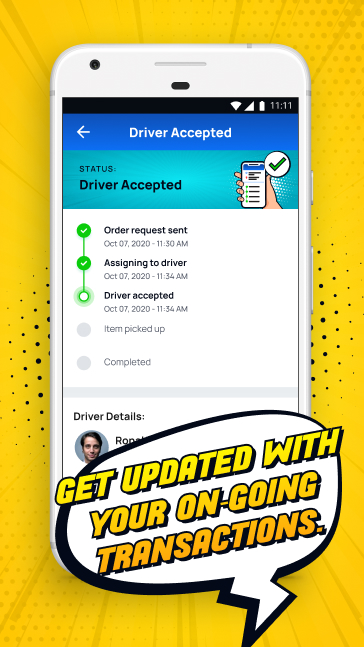 11:11
Driver Accepted
STATUS:
Driver Accepted
Order request sent
Oct 07, 2020 - 11:30 AM
Assigning to driver
Oct 07, 2020 - 11:34 AM
Driver accepted
Oct 07, 2020 - 11:34 AM
Item picked up
Completed
Driver Details:
GET UPDATED WITH
YOUR ON-GOING
TRANSACTIONS.